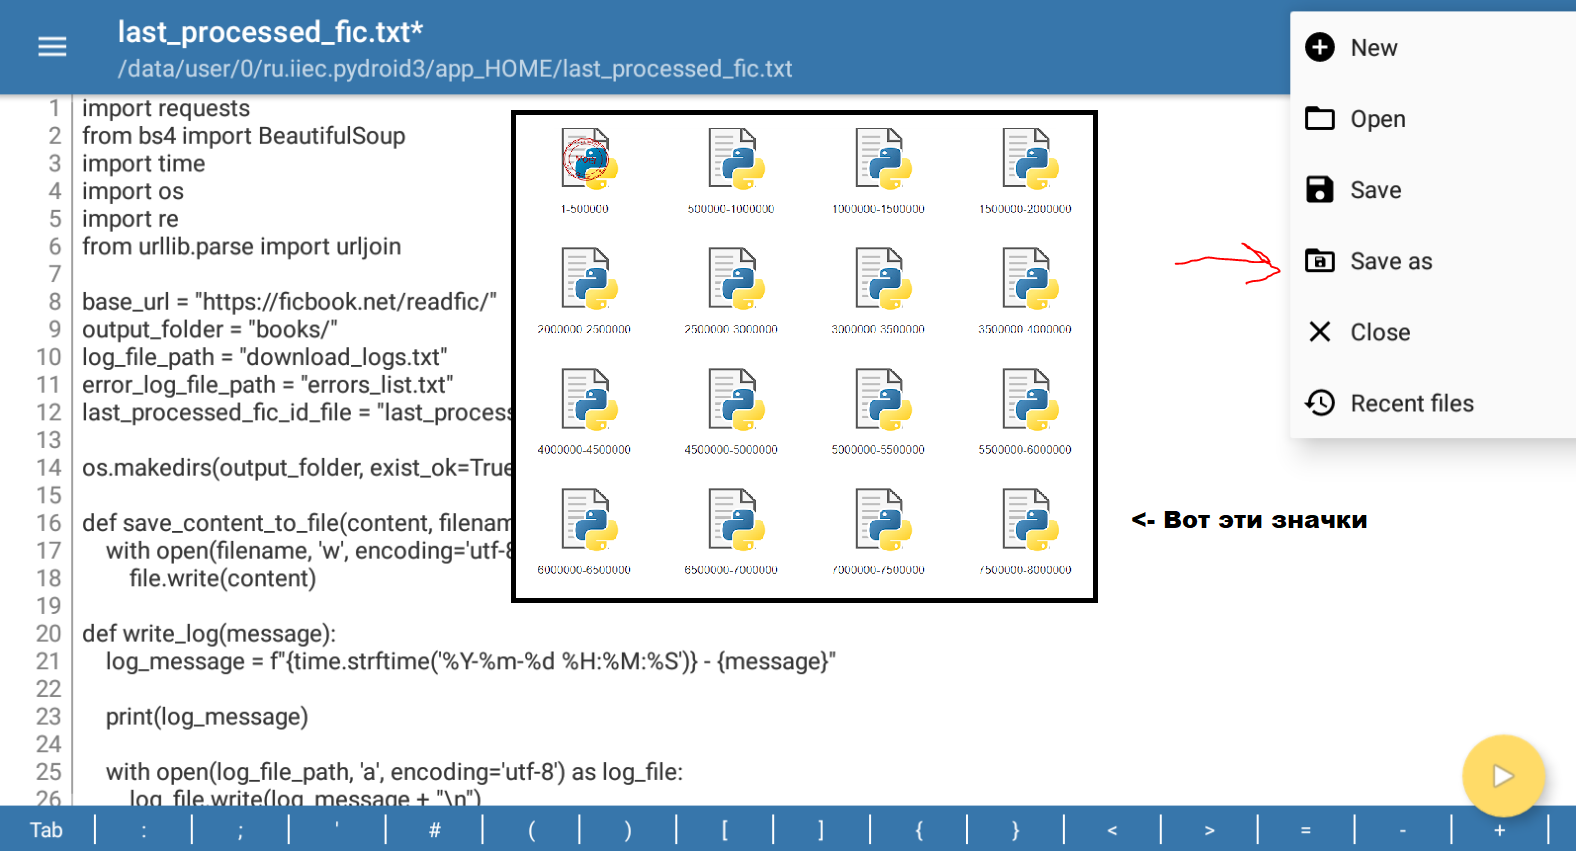 last_processed_fic.txt*
/data/user/0/ru.iiec.pydroid3/app_HOME/last_processed_fic.txt
New
Open
Save
Save as
Close
Recent files
1 import requests
2 from bs4 import BeautifulSoup
3 import time
4 import os
5 import re
6 from urllib.parse import urljoin
7
8 base_url = "https://ficbook.net/readfic/"
9 output_folder = "books/"
10 log_file_path = "download_logs.txt"
11 error_log_file_path = "errors_list.txt"
12 last_processed_fic_id_file = "last_process
13
14 os.makedirs(output_folder, exist_ok=True
15
16 def save_content_to_file(content, filenam
17 with open(filename, 'w', encoding='utf-8
18 file.write(content)
19
20 def write_log(message):
21 log_message = f"{time.strftime('%Y-%m-%d %H:%M:%S')} - {message}"
22
23 print(log_message)
24
25 with open(log_file_path, 'a', encoding='utf-8') as log_file:
26 log_file.write(log_message + "\n")
1-500000 500000-1000000 1000000-1500000 1500000-2000000
2000000-2500000 2500000-3000000 3000000-3500000 3500000-4000000
4000000-4500000 4500000-5000000 5000000-5500000 5500000-6000000
6000000-6500000 6500000-7000000 7000000-7500000 7500000-8000000
<- Вот эти значки
Tab : ; ' # ( ) [ ] { } < > = - +